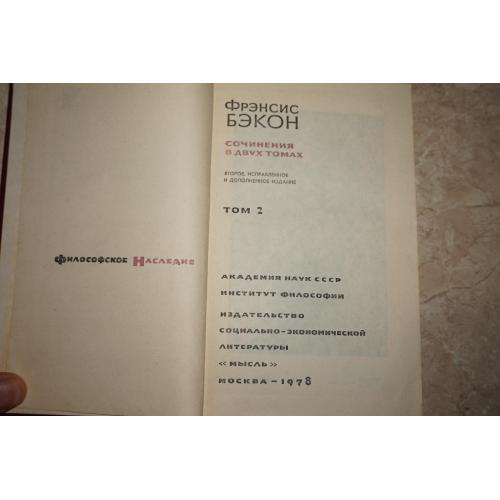 Философское Наследие
ФРЭНСИС
БЭКОН
СОЧИНЕНИЯ
В ДВУХ ТОМАХ
ВТОРОЕ, ИСПРАВЛЕННОЕ
И ДОПОЛНЕННОЕ ИЗДАНИЕ
ТОМ 2
АКАДЕМИЯ НАУК СССР
ИНСТИТУТ ФИЛОСОФИИ
ИЗДАТЕЛЬСТВО
СОЦИАЛЬНО-ЭКОНОМИЧЕСКОЙ
ЛИТЕРАТУРЫ
«МЫСЛЬ»
МОСКВА — 1978